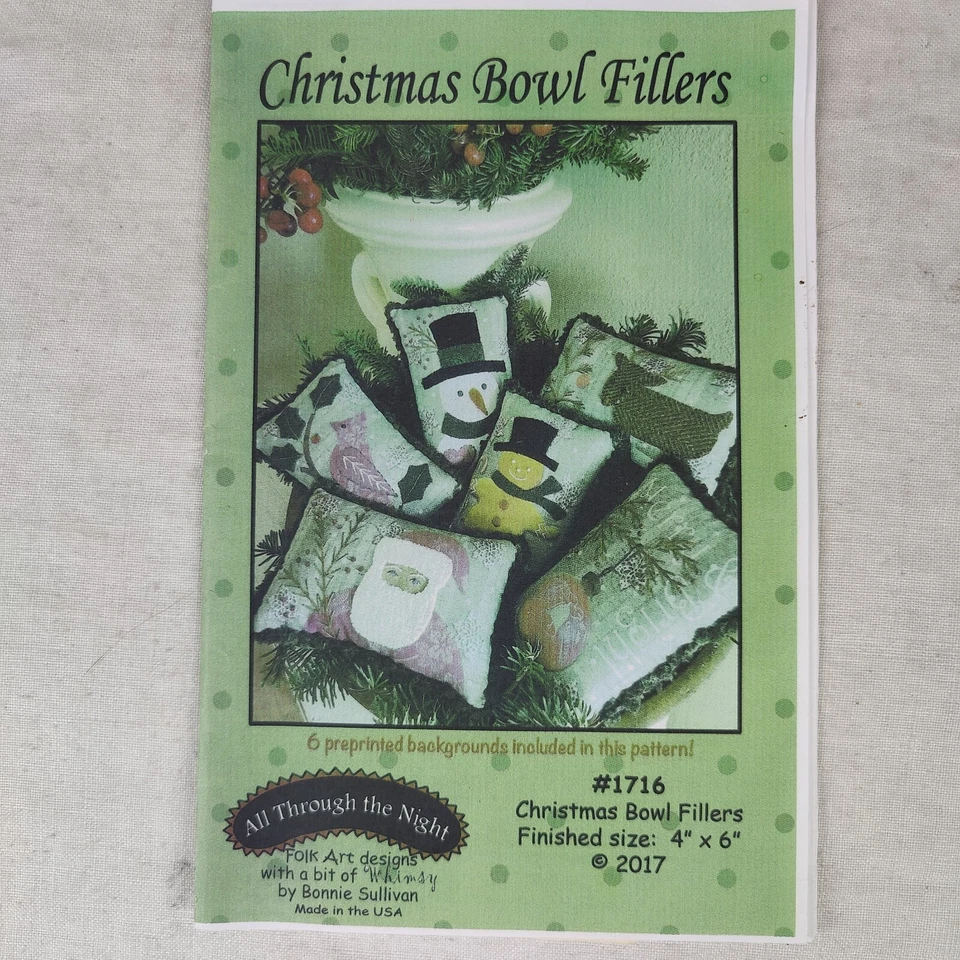 Christmas Bowl Fillers
6 preprinted backgrounds included in this pattern!
All Through the Night
Folk Art designs
with a bit of Whimsy
by Bonnie Sullivan
Made in the USA
#1716
Christmas Bowl Fillers
Finished size: 4" x 6"
© 2017